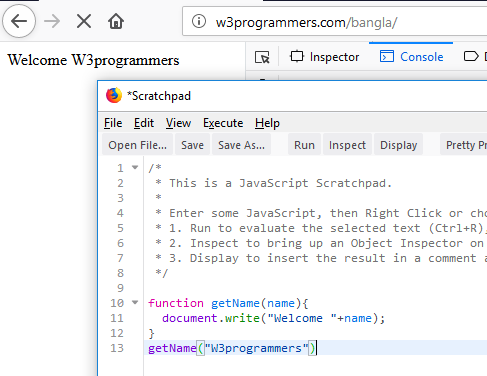 w3programmers.com/bangla/
Welcome W3programmers
Inspector Console
*Scratchpad
File Edit View Execute Help
Open File... Save Save As... Run Inspect Display Pretty
1 /*
2 * This is a JavaScript Scratchpad.
3 *
4 * Enter some JavaScript, then Right Click or
5 * 1. Run to evaluate the selected text (Ctrl+R),
6 * 2. Inspect to bring up an Object Inspector on
7 * 3. Display to insert the result in a comment
8 */
9
10 function getName(name){
11 document.write("Welcome "+name);
12 }
13 getName("W3programmers")